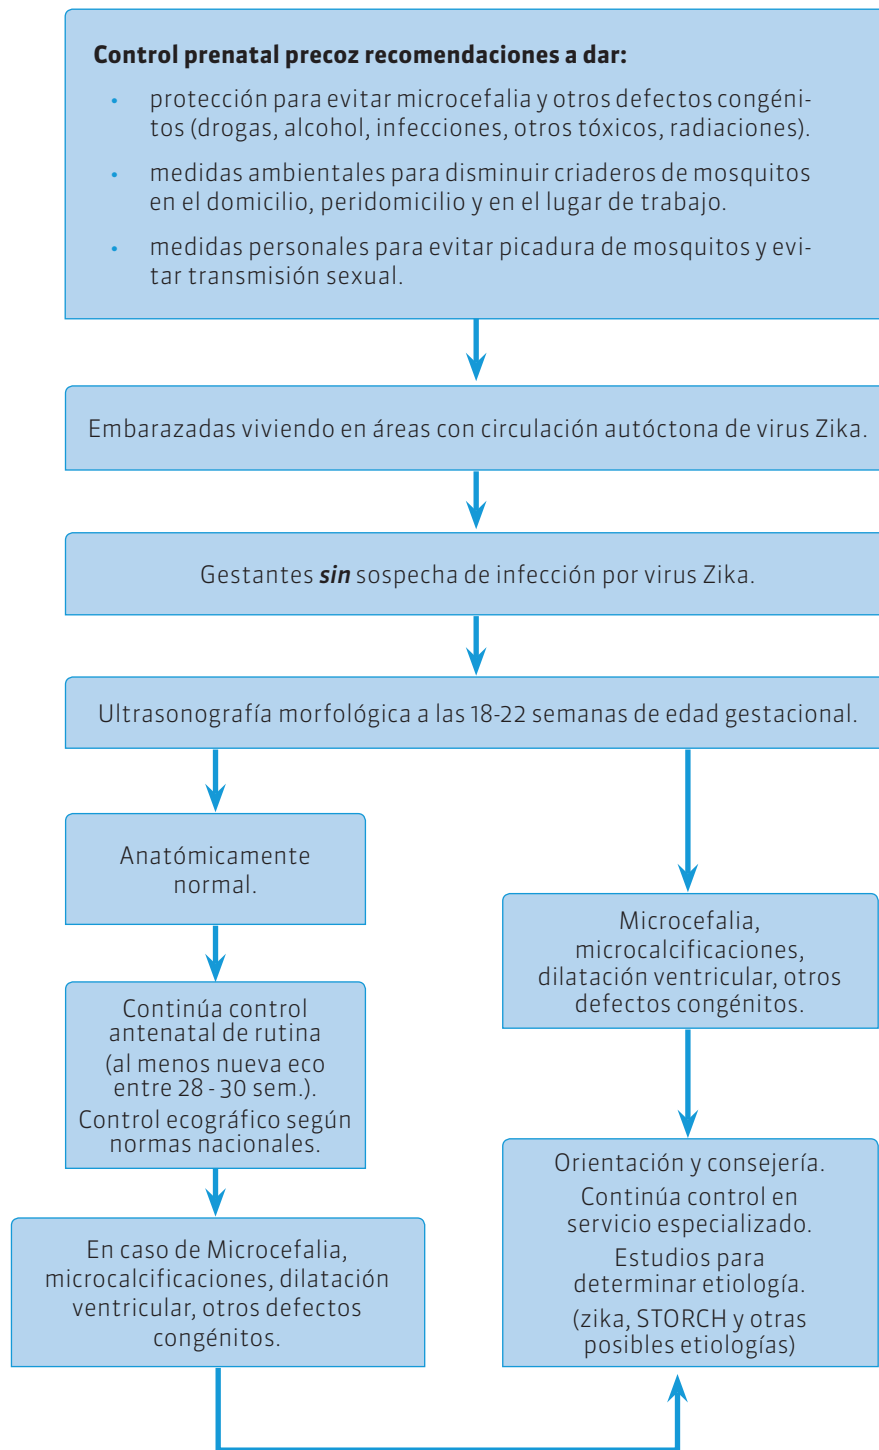 Control prenatal precoz recomendaciones a dar:
• protección para evitar microcefalia y otros defectos congéni-
tos (drogas, alcohol, infecciones, otros tóxicos, radiaciones).
• medidas ambientales para disminuir criaderos de mosquitos
en el domicilio, peridomicilio y en el lugar de trabajo.
• medidas personales para evitar picadura de mosquitos y evi-
tar transmisión sexual.
Embarazadas viviendo en áreas con circulación autóctona de virus Zika.
Gestantes sin sospecha de infección por virus Zika.
Ultrasonografía morfológica a las 18-22 semanas de edad gestacional.
Anatómicamente
normal.
Continúa control
antenatal de rutina
(al menos nueva eco
entre 28 - 30 sem.).
Control ecográfico según
normas nacionales.
En caso de Microcefalia,
microcalcificaciones, dilatación
ventricular, otros defectos
congénitos.
Microcefalia,
microcalcificaciones,
dilatación ventricular, otros
defectos congénitos.
Orientación y consejería.
Continúa control en
servicio especializado.
Estudios para
determinar etiología.
(zika, STORCH y otras
posibles etiologías)